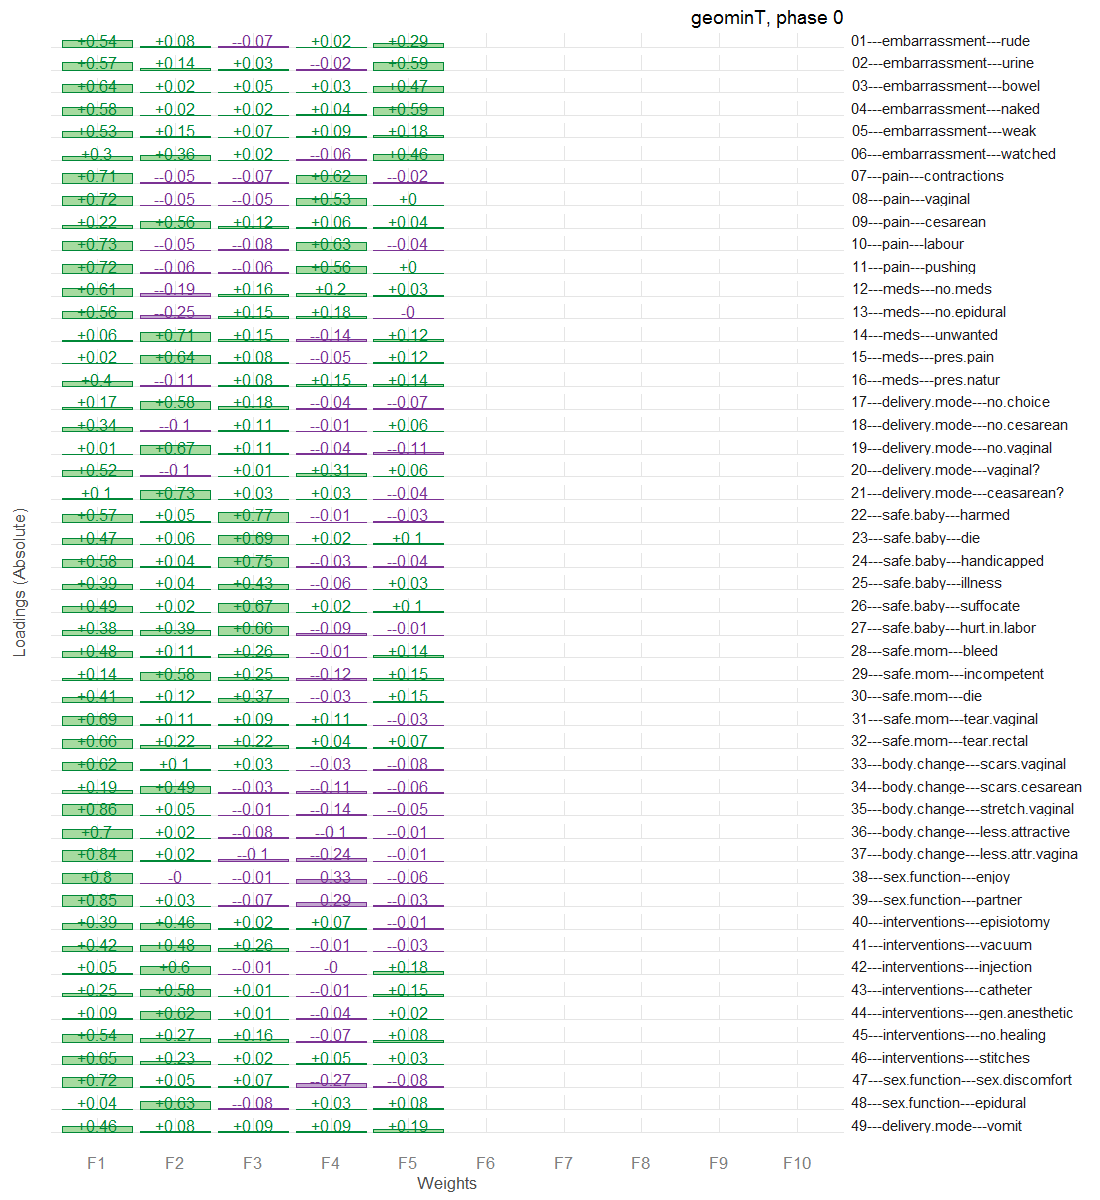 geominT, phase 0
+0.54 +0.08 --0.07 +0.02 +0.29 01---embarrassment---rude
+0.57 +0.14 +0.03 --0.02 +0.59 02---embarrassment---urine
+0.64 +0.02 +0.05 +0.03 +0.47 03---embarrassment---bowel
+0.58 +0.02 +0.02 +0.04 +0.59 04---embarrassment---naked
+0.53 +0.15 +0.07 +0.09 +0.18 05---embarrassment---weak
+0.3 +0.36 +0.02 --0.06 +0.46 06---embarrassment---watched
+0.71 --0.05 --0.07 +0.62 --0.02 07---pain---contractions
+0.72 --0.05 --0.05 +0.53 +0 08---pain---vaginal
+0.22 +0.56 +0.12 +0.06 +0.04 09---pain---cesarean
+0.73 --0.05 --0.08 +0.63 --0.04 10---pain---labour
+0.72 --0.06 --0.06 +0.56 +0 11---pain---pushing
+0.61 --0.19 +0.16 +0.2 +0.03 12---meds---no.meds
+0.56 --0.25 +0.15 +0.18 -0 13---meds---no.epidural
+0.06 +0.71 +0.15 --0.14 +0.12 14---meds---unwanted
+0.02 +0.64 +0.08 --0.05 +0.12 15---meds---pres.pain
+0.4 --0.11 +0.08 +0.15 +0.14 16---meds---pres.natur
+0.17 +0.58 +0.18 --0.04 --0.07 17---delivery.mode---no.choice
+0.34 --0.1 +0.11 --0.01 +0.06 18---delivery.mode---no.cesarean
+0.01 +0.67 +0.11 --0.04 --0.11 19---delivery.mode---no.vaginal
+0.52 --0.1 +0.01 +0.31 +0.06 20---delivery.mode---vaginal?
+0.1 +0.73 +0.03 +0.03 --0.04 21---delivery.mode---ceasarean?
+0.57 +0.05 +0.77 --0.01 --0.03 22---safe.baby---harmed
+0.47 +0.06 +0.69 +0.02 +0.1 23---safe.baby---die
+0.58 +0.04 +0.75 --0.03 --0.04 24---safe.baby---handicapped
+0.39 +0.04 +0.43 --0.06 +0.03 25---safe.baby---illness
+0.49 +0.02 +0.67 +0.02 +0.1 26---safe.baby---suffocate
+0.38 +0.39 +0.66 --0.09 --0.01 27---safe.baby---hurt.in.labor
+0.48 +0.11 +0.26 --0.01 +0.14 28---safe.mom---bleed
+0.14 +0.58 +0.25 --0.12 +0.15 29---safe.mom---incompetent
+0.41 +0.12 +0.37 --0.03 +0.15 30---safe.mom---die
+0.69 +0.11 +0.09 +0.11 --0.03 31---safe.mom---tear.vaginal
+0.66 +0.22 +0.22 +0.04 +0.07 32---safe.mom---tear.rectal
+0.62 +0.1 +0.03 --0.03 --0.08 33---body.change---scars.vaginal
+0.19 +0.49 --0.03 --0.11 --0.06 34---body.change---scars.cesarean
+0.86 +0.05 --0.01 --0.14 --0.05 35---body.change---stretch.vaginal
+0.7 +0.02 --0.08 --0.1 --0.01 36---body.change---less.attractive
+0.84 +0.02 --0.1 --0.24 --0.01 37---body.change---less.attr.vagina
+0.8 -0 --0.01 --0.33 --0.06 38---sex.function---enjoy
+0.85 +0.03 --0.07 --0.29 --0.03 39---sex.function---partner
+0.39 +0.46 +0.02 +0.07 --0.01 40---interventions---episiotomy
+0.42 +0.48 +0.26 --0.01 --0.03 41---interventions---vacuum
+0.05 +0.6 --0.01 -0 +0.18 42---interventions---injection
+0.25 +0.58 +0.01 --0.01 +0.15 43---interventions---catheter
+0.09 +0.62 +0.01 --0.04 +0.02 44---interventions---gen.anesthetic
+0.54 +0.27 +0.16 --0.07 +0.08 45---interventions---no.healing
+0.65 +0.23 +0.02 +0.05 +0.03 46---interventions---stitches
+0.72 +0.05 +0.07 --0.27 --0.08 47---sex.function---sex.discomfort
+0.04 +0.63 --0.08 +0.03 +0.08 48---sex.function---epidural
+0.46 +0.08 +0.09 +0.09 +0.19 49---delivery.mode---vomit
F1 F2 F3 F4 F5 F6 F7 F8 F9 F10
Weights
Loadings (Absolute)